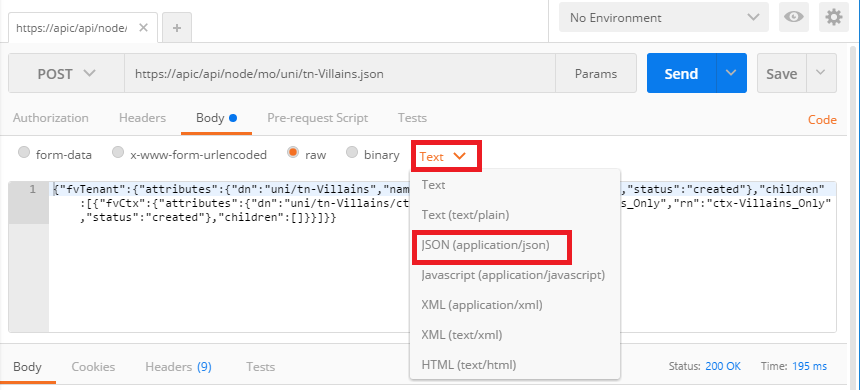 https://apic/api/node/ × +
No Environment
POST https://apic/api/node/mo/uni/tn-Villains.json Params Send Save
Authorization Headers Body Pre-request Script Tests Code
form-data x-www-form-urlencoded raw binary Text
1 {"fvTenant":{"attributes":{"dn":"uni/tn-Villains","nam ,"status":"created"},"children"
:[{"fvCtx":{"attributes":{"dn":"uni/tn-Villains/ct s_Only","rn":"ctx-Villains_Only"
,"status":"created"},"children":[]}}]}}
Text
Text (text/plain)
JSON (application/json)
Javascript (application/javascript)
XML (application/xml)
XML (text/xml)
HTML (text/html)
Body Cookies Headers (9) Tests Status: 200 OK Time: 195 ms